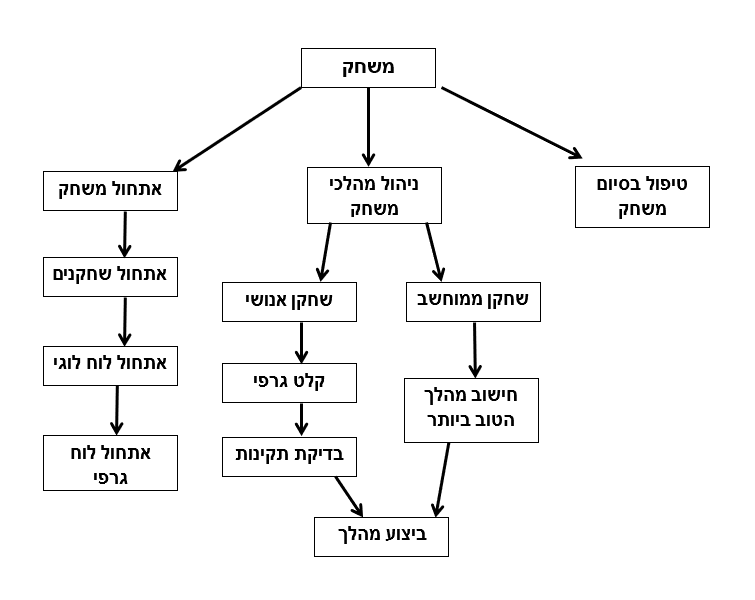 משחק
אתחול משחק
ניהול מהלכי
משחק
טיפול בסיום
משחק
אתחול שחקנים
אתחול לוח לוגי
אתחול לוח
גרפי
שחקן אנושי
קלט גרפי
בדיקת תקינות
שחקן ממוחשב
חישוב מהלך
הטוב ביותר
ביצוע מהלך